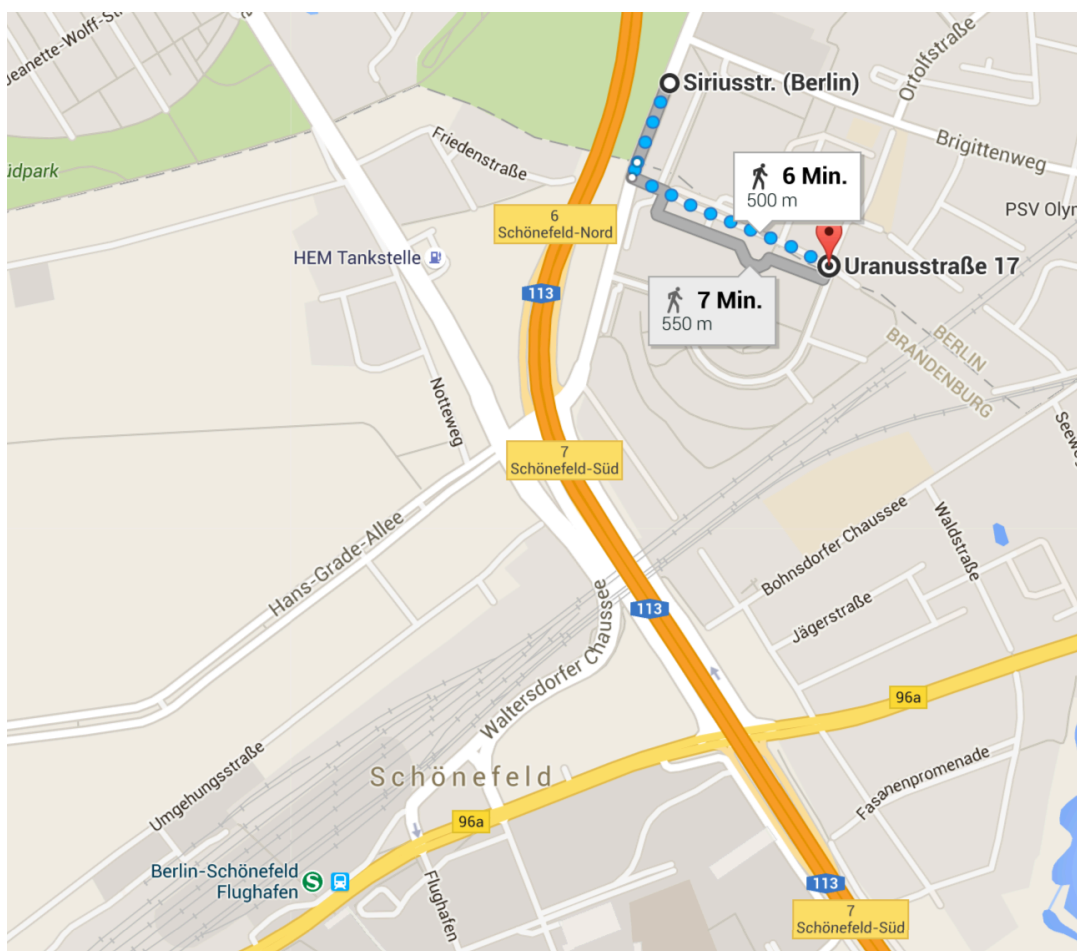 Jeanette-Wolff-Str
Siriusstr. (Berlin)
Ortolfstraße
Friedenstraße
Brigittenweg
üdpark
6 Min.
500 m
PSV Olym
6
Schönefeld-Nord
HEM Tankstelle
Uranusstraße 17
113
7 Min.
550 m
BERLIN
BRANDENBURG
Notteweg
Seeweg
7
Schönefeld-Süd
Hans-Grade-Allee
Waldstraße
Bohnsdorfer Chaussee
113
Jägerstraße
Waltersdorfer Chaussee
96a
Umgehungsstraße
Schönefeld
Fasanenpromenade
96a
Berlin-Schönefeld
Flughafen
S
Flughafen
113
7
Schönefeld-Süd